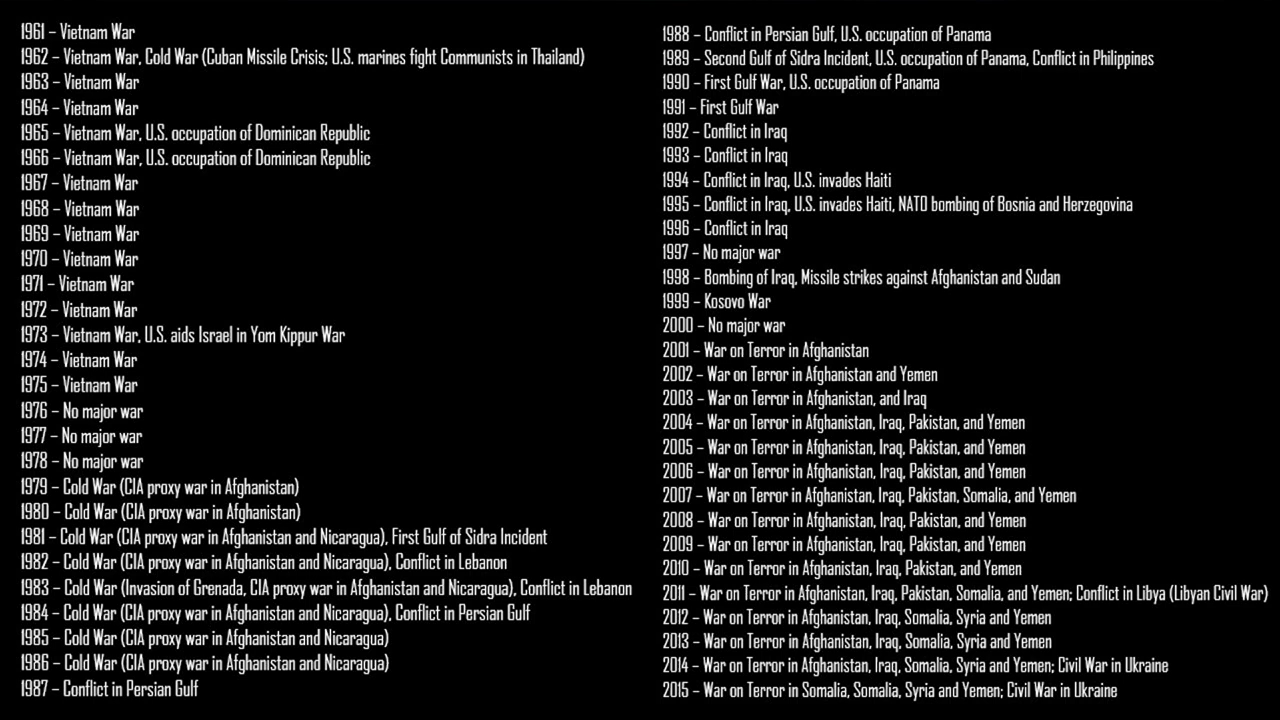 1961 – Vietnam War
1962 – Vietnam War, Cold War (Cuban Missile Crisis; U.S. marines fight Communists in Thailand)
1963 – Vietnam War
1964 – Vietnam War
1965 – Vietnam War, U.S. occupation of Dominican Republic
1966 – Vietnam War, U.S. occupation of Dominican Republic
1967 – Vietnam War
1968 – Vietnam War
1969 – Vietnam War
1970 – Vietnam War
1971 – Vietnam War
1972 – Vietnam War
1973 – Vietnam War, U.S. aids Israel in Yom Kippur War
1974 – Vietnam War
1975 – Vietnam War
1976 – No major war
1977 – No major war
1978 – No major war
1979 – Cold War (CIA proxy war in Afghanistan)
1980 – Cold War (CIA proxy war in Afghanistan)
1981 – Cold War (CIA proxy war in Afghanistan and Nicaragua), First Gulf of Sidra Incident
1982 – Cold War (CIA proxy war in Afghanistan and Nicaragua), Conflict in Lebanon
1983 – Cold War (Invasion of Grenada, CIA proxy war in Afghanistan and Nicaragua), Conflict in Lebanon
1984 – Cold War (CIA proxy war in Afghanistan and Nicaragua), Conflict in Persian Gulf
1985 – Cold War (CIA proxy war in Afghanistan and Nicaragua)
1986 – Cold War (CIA proxy war in Afghanistan and Nicaragua)
1987 – Conflict in Persian Gulf
1988 – Conflict in Persian Gulf, U.S. occupation of Panama
1989 – Second Gulf of Sidra Incident, U.S. occupation of Panama, Conflict in Philippines
1990 – First Gulf War, U.S. occupation of Panama
1991 – First Gulf War
1992 – Conflict in Iraq
1993 – Conflict in Iraq
1994 – Conflict in Iraq, U.S. invades Haiti
1995 – Conflict in Iraq, U.S. invades Haiti, NATO bombing of Bosnia and Herzegovina
1996 – Conflict in Iraq
1997 – No major war
1998 – Bombing of Iraq, Missile strikes against Afghanistan and Sudan
1999 – Kosovo War
2000 – No major war
2001 – War on Terror in Afghanistan
2002 – War on Terror in Afghanistan and Yemen
2003 – War on Terror in Afghanistan, and Iraq
2004 – War on Terror in Afghanistan, Iraq, Pakistan, and Yemen
2005 – War on Terror in Afghanistan, Iraq, Pakistan, and Yemen
2006 – War on Terror in Afghanistan, Iraq, Pakistan, and Yemen
2007 – War on Terror in Afghanistan, Iraq, Pakistan, Somalia, and Yemen
2008 – War on Terror in Afghanistan, Iraq, Pakistan, and Yemen
2009 – War on Terror in Afghanistan, Iraq, Pakistan, and Yemen
2010 – War on Terror in Afghanistan, Iraq, Pakistan, and Yemen
2011 – War on Terror in Afghanistan, Iraq, Pakistan, Somalia, and Yemen; Conflict in Libya (Libyan Civil War)
2012 – War on Terror in Afghanistan, Iraq, Somalia, Syria and Yemen
2013 – War on Terror in Afghanistan, Iraq, Somalia, Syria and Yemen
2014 – War on Terror in Afghanistan, Iraq, Somalia, Syria and Yemen; Civil War in Ukraine
2015 – War on Terror in Somalia, Somalia, Syria and Yemen; Civil War in Ukraine